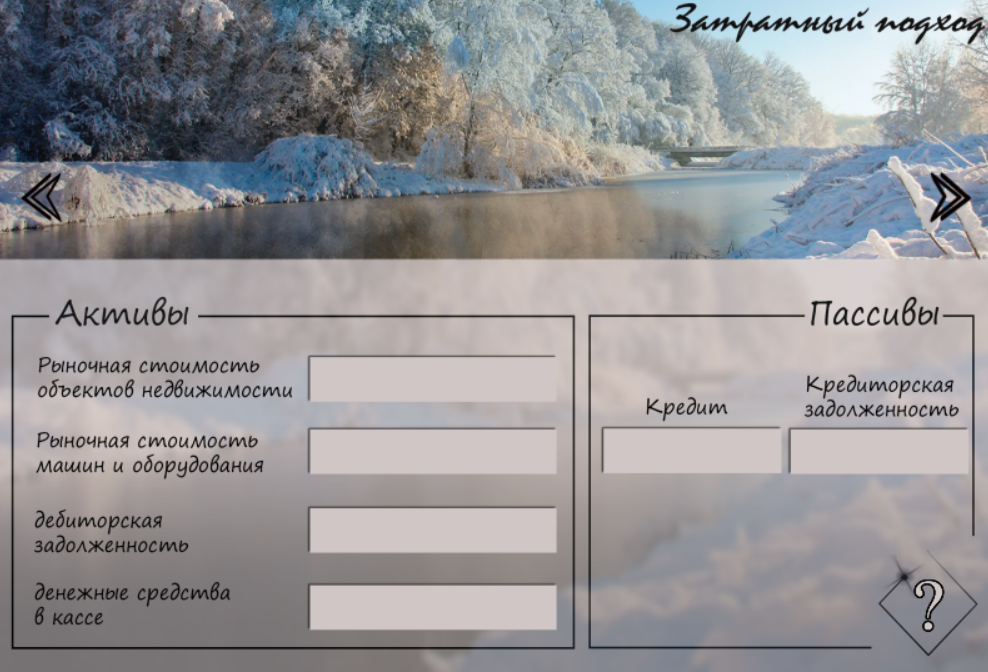 Затратный подход
Активы
Рыночная стоимость
объектов недвижимости
Рыночная стоимость
машин и оборудования
дебиторская
задолженность
денежные средства
в кассе
Пассивы
Кредит
Кредиторская
задолженность
?